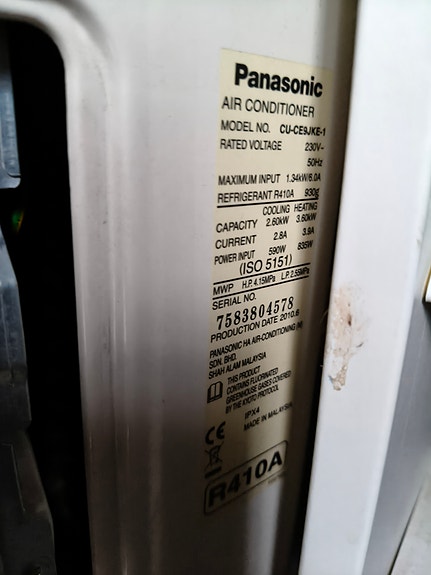 Panasonic
AIR CONDITIONER
MODEL NO. CU-CE9JKE-1
RATED VOLTAGE 230V~
50Hz
MAXIMUM INPUT 1.34kW/6.0A
REFRIGERANT R410A 930g
COOLING HEATING
CAPACITY 2.60kW 3.60kW
CURRENT 2.8A 3.9A
POWER INPUT 590W 835W
(ISO 5151)
MWP H.P. 4.15MPa L.P. 2.55MPa
SERIAL NO.
7583804578
PRODUCTION DATE 2010.6
PANASONIC HA AIR-CONDITIONING (M)
SDN. BHD.
SHAH ALAM MALAYSIA
THIS PRODUCT
CONTAINS FLUORINATED
GREENHOUSE GASES COVERED
BY THE KYOTO PROTOCOL
IPX4
CE MADE IN MALAYSIA
R410A